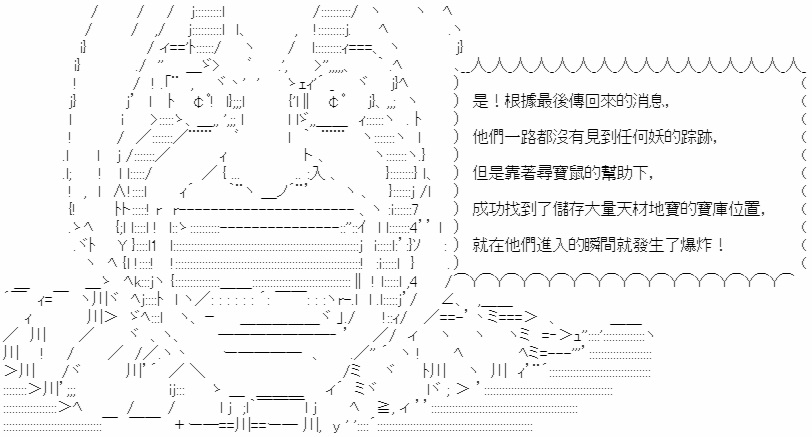 是！根據最後傳回來的消息，
他們一路都沒有見到任何妖的踪跡，
但是靠著尋寶鼠的幫助下，
成功找到了儲存大量天材地寶的寶庫位置，
就在他們進入的瞬間就發生了爆炸！